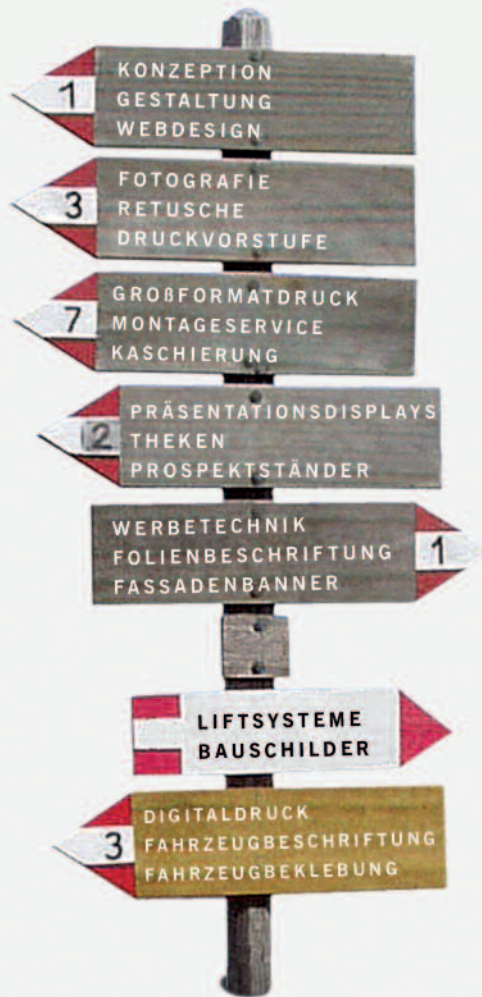 1
KONZEPTION
GESTALTUNG
WEBDESIGN
3
FOTOGRAFIE
RETUSCHE
DRUCKVORSTUFE
7
GROßFORMATDRUCK
MONTAGESERVICE
KASCHIERUNG
2
PRÄSENTATIONSDISPLAYS
THEKEN
PROSPEKTSTÄNDER
WERBETECHNIK
FOLIENBESCHRIFTUNG
FASSADENBANNER
1
LIFTSYSTEME
BAUSCHILDER
3
DIGITALDRUCK
FAHRZEUGBESCHRIFTUNG
FAHRZEUGBEKLEBUNG